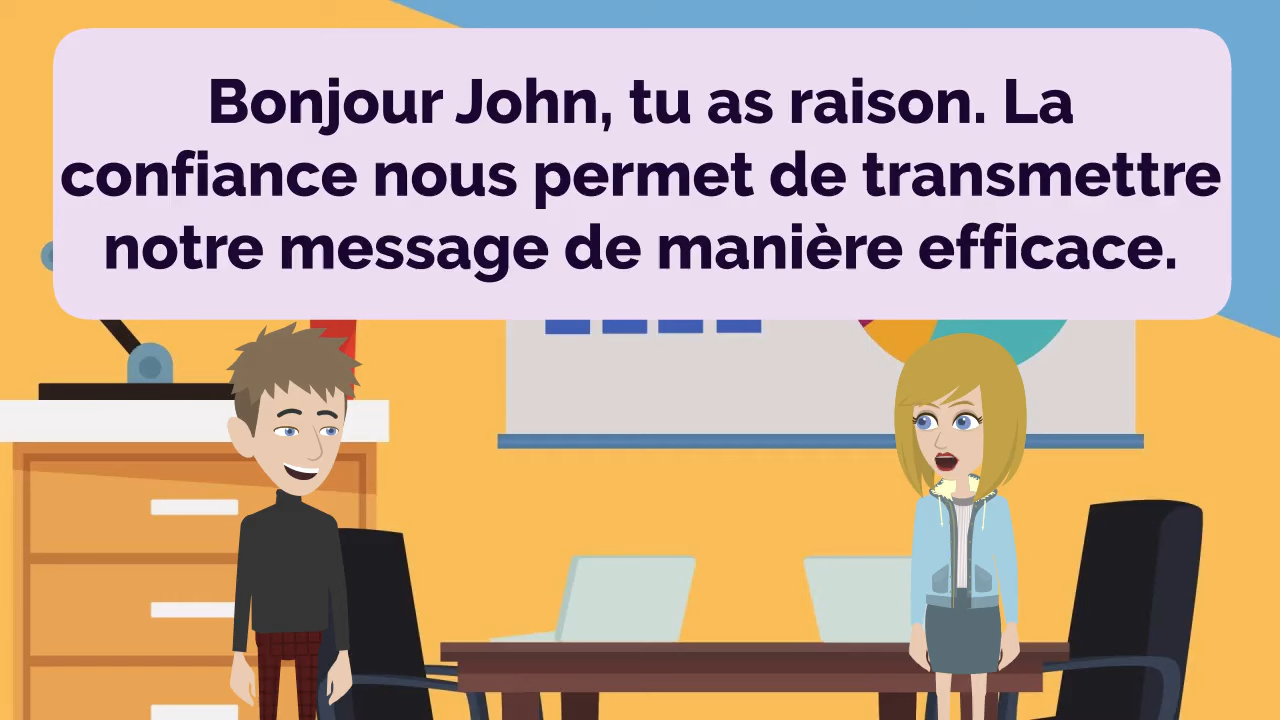 Bonjour John, tu as raison. La
confiance nous permet de transmettre
notre message de manière efficace.